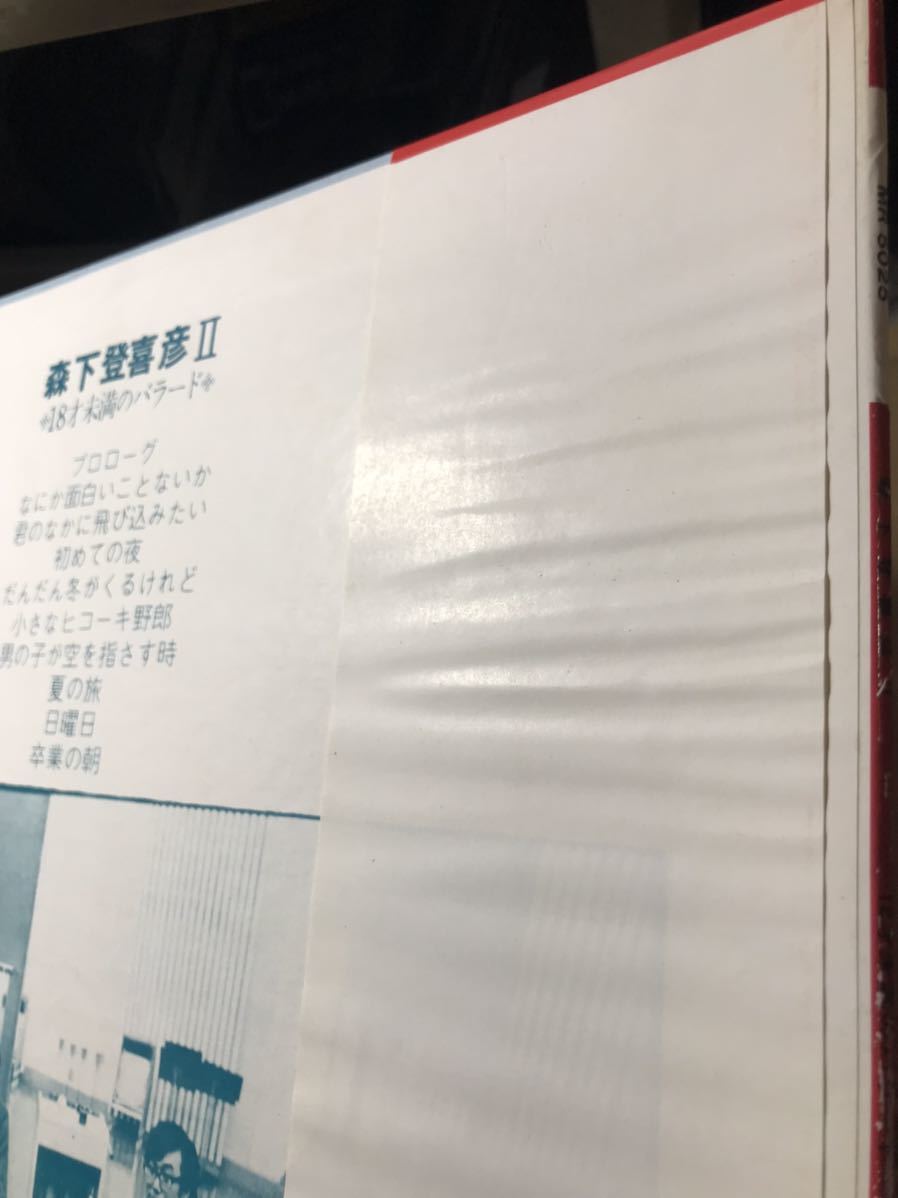 森下登喜彦Ⅱ
*18才未満のバラード*
プロローグ
なにか面白いことないか
君のなかに飛び込みたい
初めての夜
だんだん冬がくるけれど
小さなヒコーキ野郎
男の子が空を指さす時
夏の旅
日曜日
卒業の朝